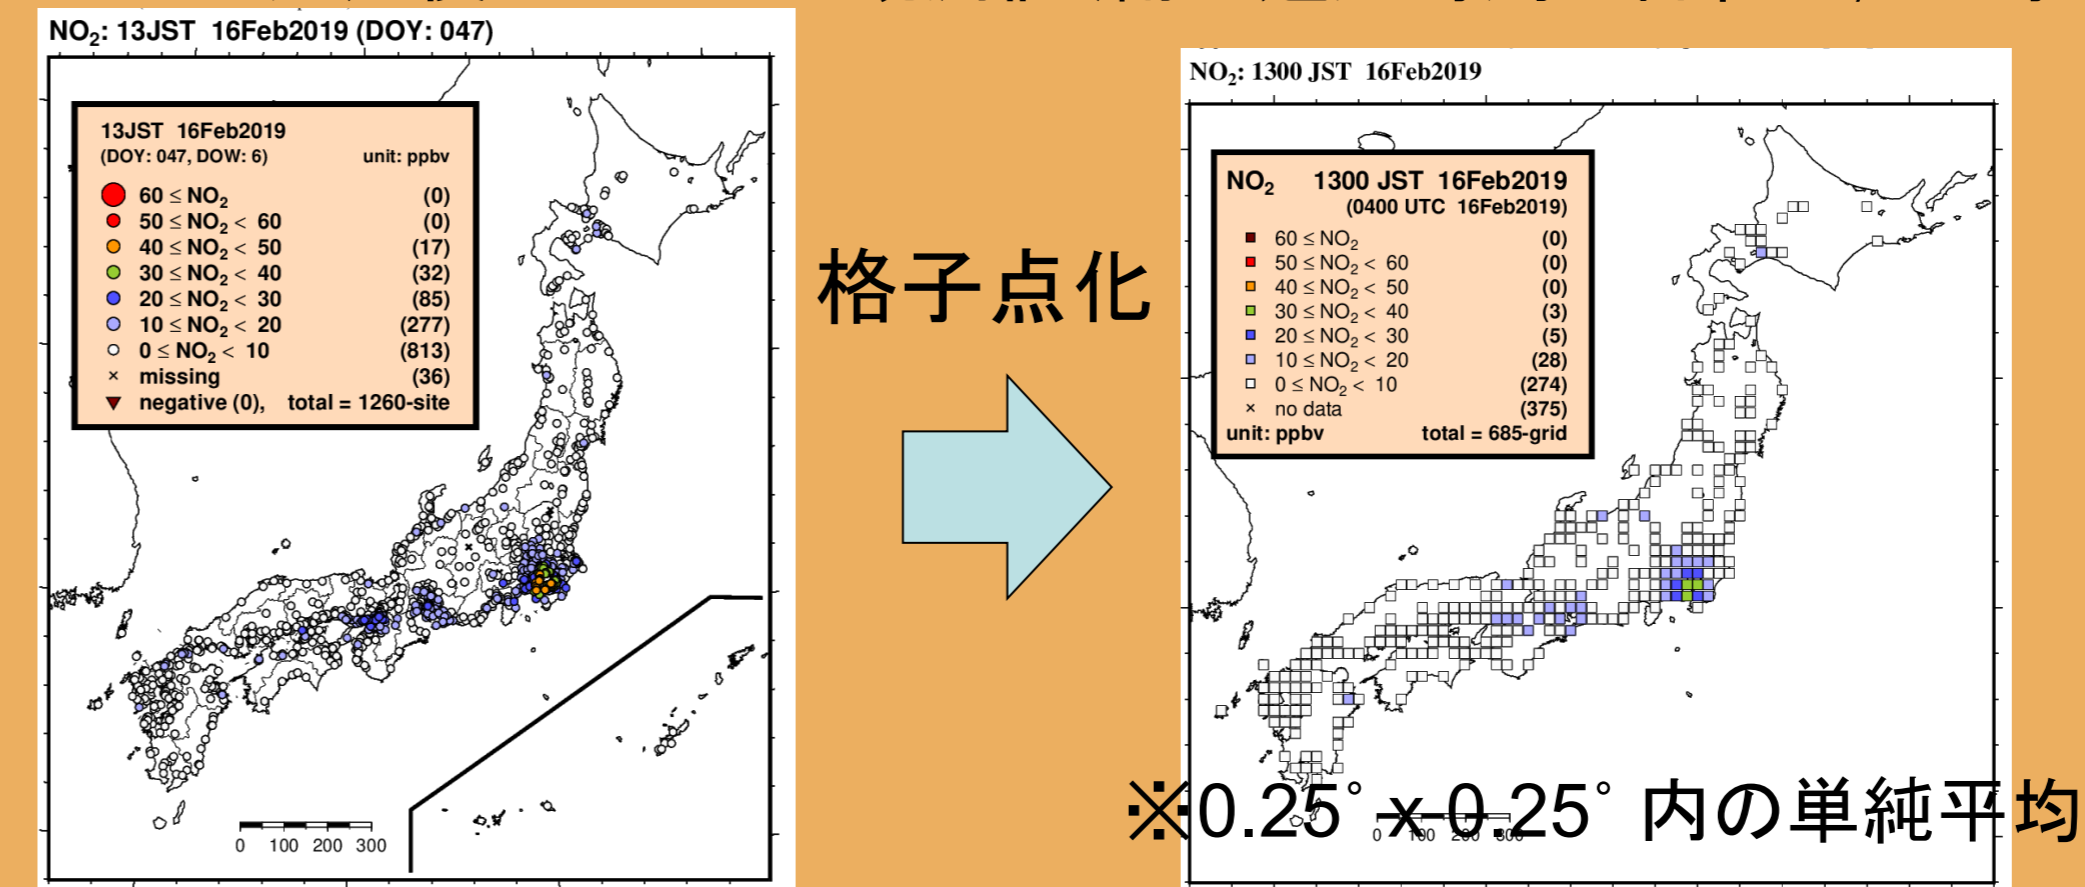 NO₂: 13JST 16Feb2019 (DOY: 047)
13JST 16Feb2019
(DOY: 047, DOW: 6) unit: ppbv
60 ≤ NO₂ (0)
50 ≤ NO₂ < 60 (0)
40 ≤ NO₂ < 50 (17)
30 ≤ NO₂ < 40 (32)
20 ≤ NO₂ < 30 (85)
10 ≤ NO₂ < 20 (277)
0 ≤ NO₂ < 10 (813)
× missing (36)
negative (0), total = 1260-site
0 100 200 300
格子点化
NO₂: 1300 JST 16Feb2019
NO₂ 1300 JST 16Feb2019
(0400 UTC 16Feb2019)
60 ≤ NO₂ (0)
50 ≤ NO₂ < 60 (0)
40 ≤ NO₂ < 50 (0)
30 ≤ NO₂ < 40 (3)
20 ≤ NO₂ < 30 (5)
10 ≤ NO₂ < 20 (28)
0 ≤ NO₂ < 10 (274)
× no data (375)
unit: ppbv total = 685-grid
※0.25° x 0.25° 内の単純平均
0 100 200 300